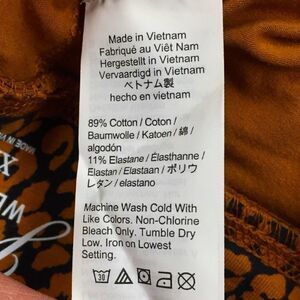 Made in Vietnam
Fabriqué au Việt Nam
Hergestellt in Vietnam
Vervaardigd in Vietnam
ベトナム製
hecho en vietnam
89% Cotton / Coton /
Baumwolle / Katoen / 綿 /
algodón
11% Elastane / Élasthanne /
Elastan / Elastaan / ポリウ
レタン / elastano
Machine Wash Cold With
Like Colors. Non-Chlorine
Bleach Only. Tumble Dry
Low. Iron on Lowest
Setting.
30